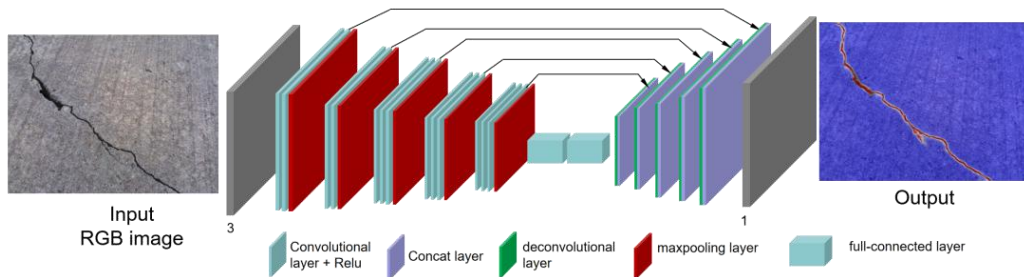 Input
RGB image
3
1
Output
Convolutional
layer + Relu
Concat layer
deconvolutional
layer
maxpooling layer
full-connected layer